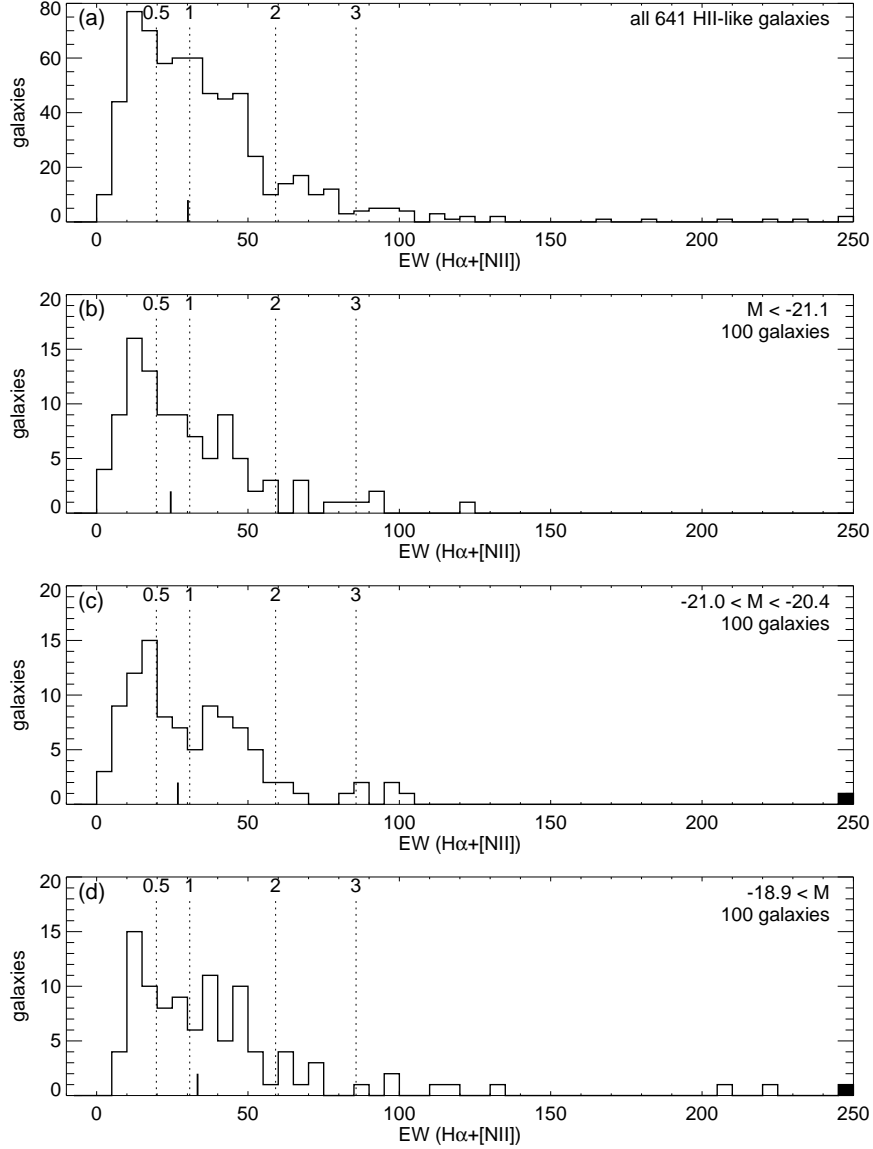 (a)
0.5 1 2 3
all 641 HII-like galaxies
80
60
40
20
0
galaxies
0 50 100 150 200 250
EW (Hα+[NII])
(b)
0.5 1 2 3
M < -21.1
100 galaxies
20
15
10
5
0
galaxies
0 50 100 150 200 250
EW (Hα+[NII])
(c)
0.5 1 2 3
-21.0 < M < -20.4
100 galaxies
20
15
10
5
0
galaxies
0 50 100 150 200 250
EW (Hα+[NII])
(d)
0.5 1 2 3
-18.9 < M
100 galaxies
20
15
10
5
0
galaxies
0 50 100 150 200 250
EW (Hα+[NII])